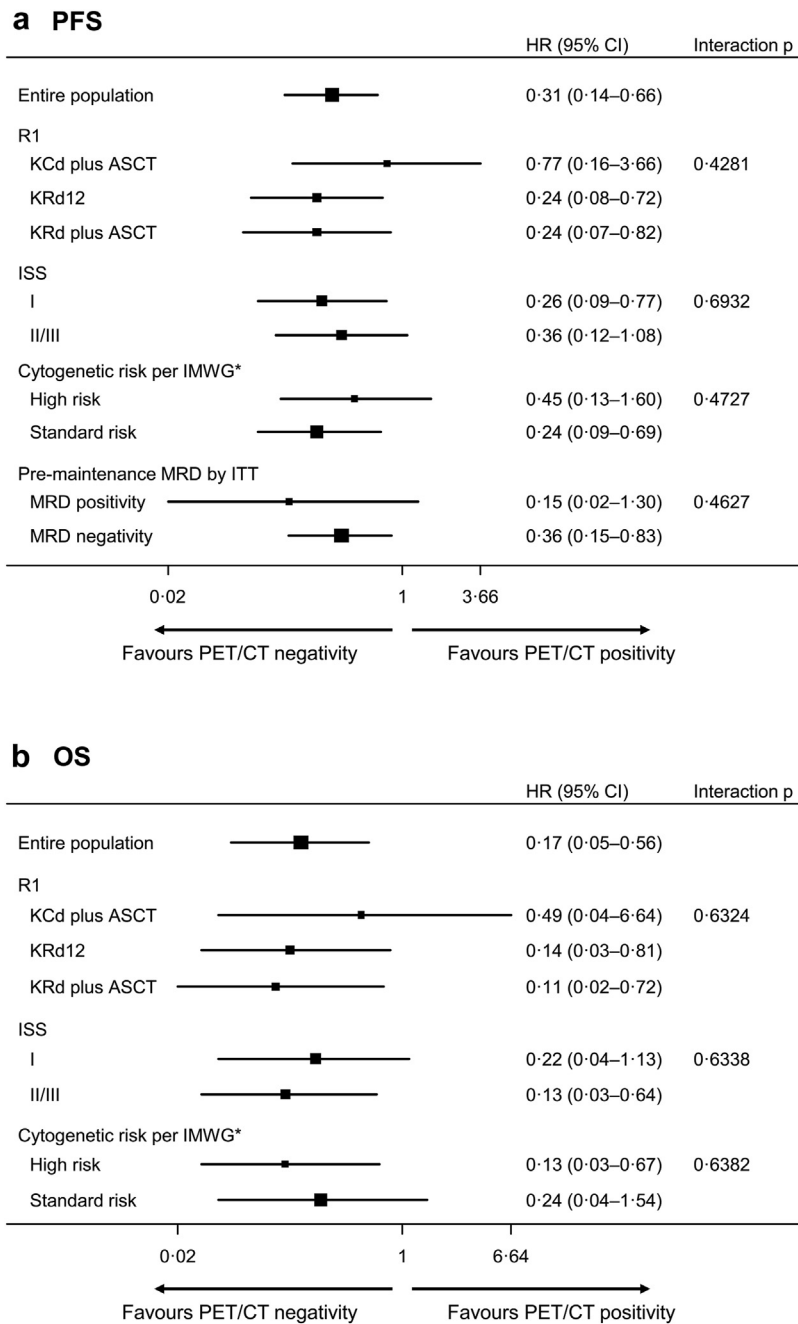 a PFS
HR (95% CI) Interaction p
Entire population 0·31 (0·14–0·66)
R1
KCd plus ASCT 0·77 (0·16–3·66) 0·4281
KRd12 0·24 (0·08–0·72)
KRd plus ASCT 0·24 (0·07–0·82)
ISS
I 0·26 (0·09–0·77) 0·6932
II/III 0·36 (0·12–1·08)
Cytogenetic risk per IMWG*
High risk 0·45 (0·13–1·60) 0·4727
Standard risk 0·24 (0·09–0·69)
Pre-maintenance MRD by ITT
MRD positivity 0·15 (0·02–1·30) 0·4627
MRD negativity 0·36 (0·15–0·83)
0·02 1 3·66
Favours PET/CT negativity Favours PET/CT positivity
b OS
HR (95% CI) Interaction p
Entire population 0·17 (0·05–0·56)
R1
KCd plus ASCT 0·49 (0·04–6·64) 0·6324
KRd12 0·14 (0·03–0·81)
KRd plus ASCT 0·11 (0·02–0·72)
ISS
I 0·22 (0·04–1·13) 0·6338
II/III 0·13 (0·03–0·64)
Cytogenetic risk per IMWG*
High risk 0·13 (0·03–0·67) 0·6382
Standard risk 0·24 (0·04–1·54)
0·02 1 6·64
Favours PET/CT negativity Favours PET/CT positivity